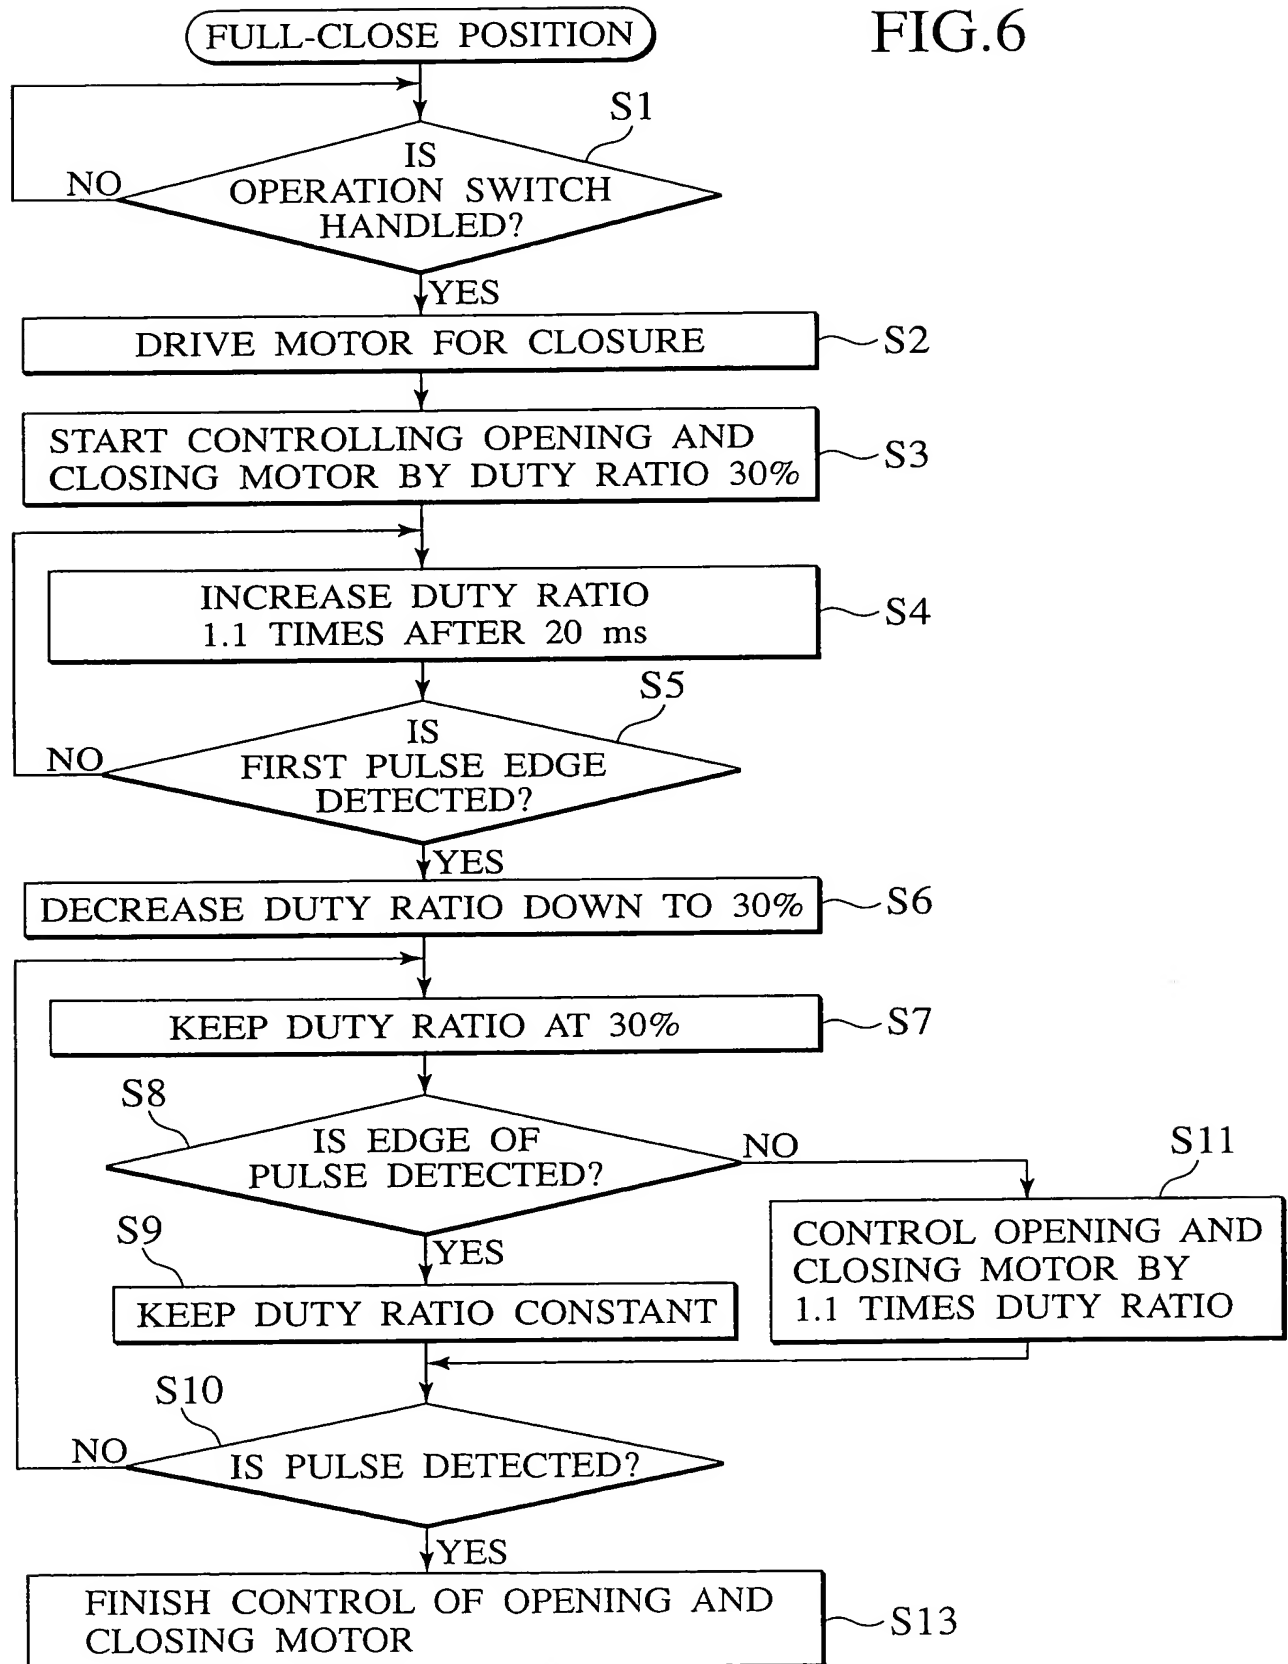 FULL-CLOSE POSITION
FIG.6
S1
IS
OPERATION SWITCH
HANDLED?
NO
YES
DRIVE MOTOR FOR CLOSURE
S2
START CONTROLLING OPENING AND
CLOSING MOTOR BY DUTY RATIO 30%
S3
INCREASE DUTY RATIO
1.1 TIMES AFTER 20 ms
S4
S5
IS
FIRST PULSE EDGE
DETECTED?
NO
YES
DECREASE DUTY RATIO DOWN TO 30%
S6
KEEP DUTY RATIO AT 30%
S7
S8
IS EDGE OF
PULSE DETECTED?
NO
S11
YES
CONTROL OPENING AND
CLOSING MOTOR BY
1.1 TIMES DUTY RATIO
S9
KEEP DUTY RATIO CONSTANT
S10
IS PULSE DETECTED?
NO
YES
FINISH CONTROL OF OPENING AND
CLOSING MOTOR
S13